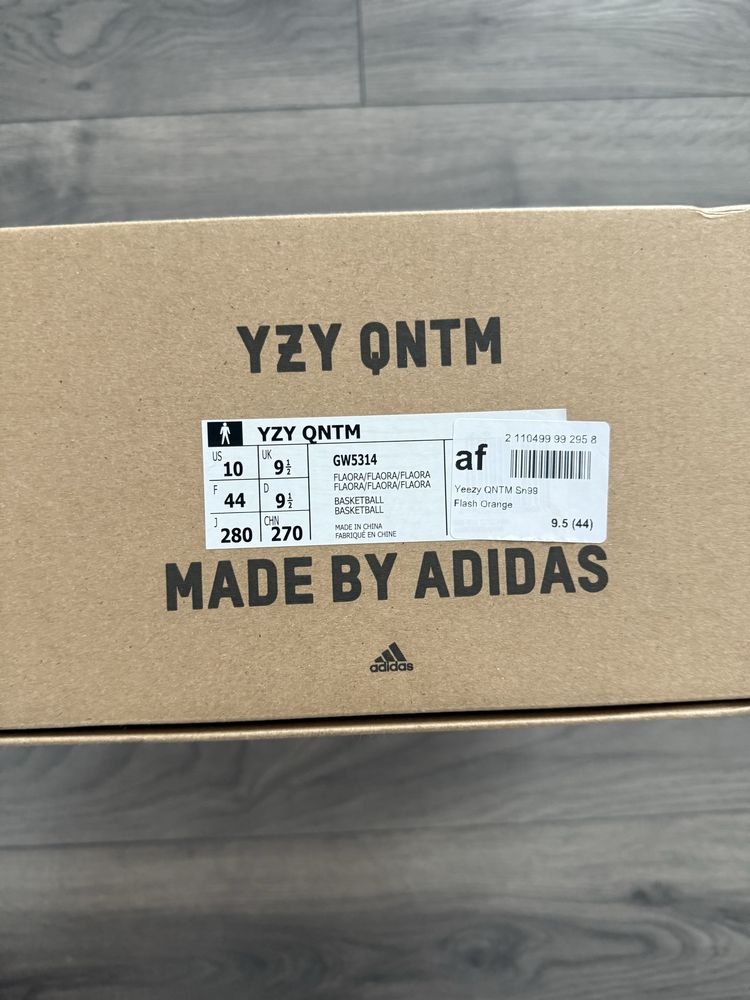 YZY QNTM
YZY QNTM
US 10 UK 9½
F 44 D 9½
J 280 CHN 270
GW5314
FLAORA/FLAORA/FLAORA
FLAORA/FLAORA/FLAORA
BASKETBALL
BASKETBALL
MADE IN CHINA
FABRIQUÉ EN CHINE
af
2 110499 99 295 8
Yeezy QNTM Sn99
Flash Orange
9.5 (44)
MADE BY ADIDAS
adidas